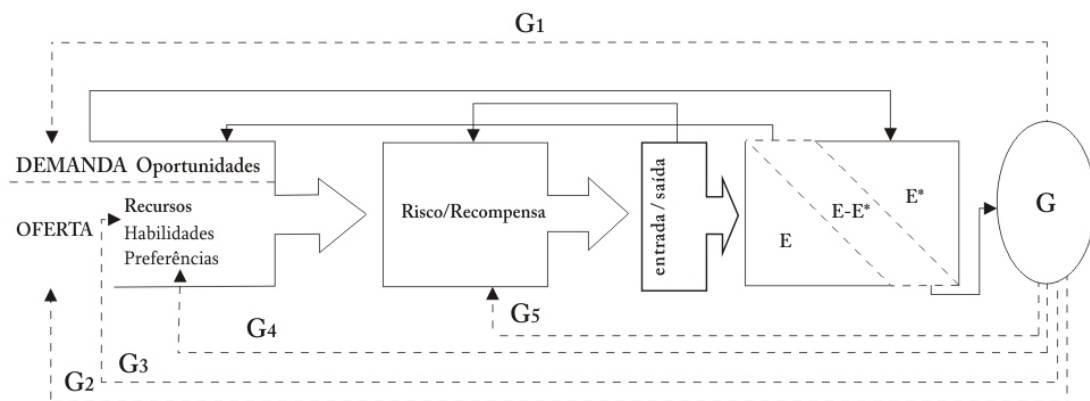 G1
DEMANDA Oportunidades
OFERTA
Recursos
Habilidades
Preferências
Risco/Recompensa
entrada / saída
E
E-E*
E*
G
G5
G4
G3
G2